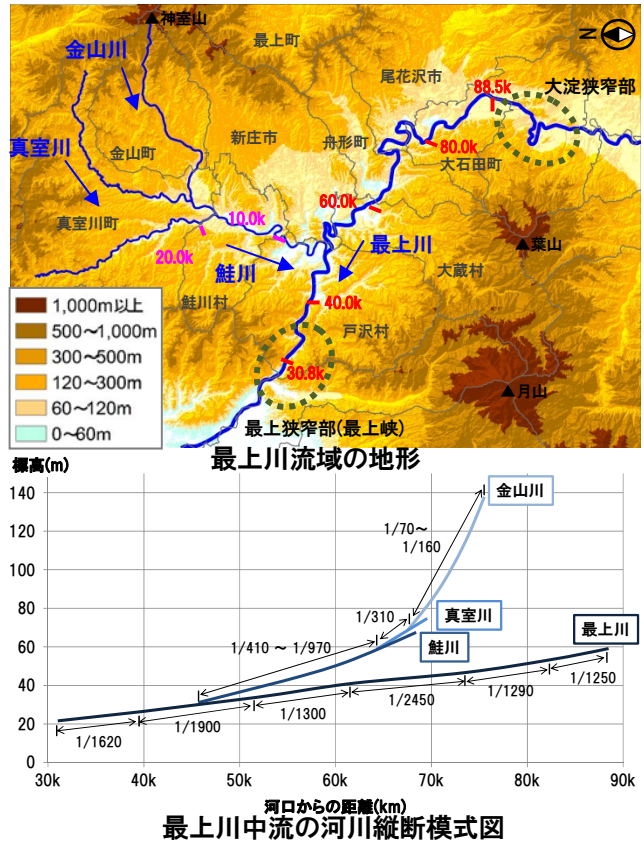 神室山
最上町
N
金山川
尾花沢市
88.5k
大淀狭窄部
新庄市
舟形町
真室川
金山町
80.0k
大石田町
60.0k
真室川町
10.0k
20.0k
鮭川
最上川
葉山
大蔵村
鮭川村
40.0k
戸沢村
1,000m以上
500～1,000m
300～500m
120～300m
60～120m
0～60m
30.8k
月山
最上狭窄部(最上峡)
最上川流域の地形
標高(m)
140
120
100
80
60
40
20
0
金山川
1/70～
1/160
1/310
真室川
鮭川
最上川
1/410 ～ 1/970
1/1620
1/1900
1/1300
1/2450
1/1290
1/1250
30k 40k 50k 60k 70k 80k 90k
河口からの距離(km)
最上川中流の河川縦断模式図